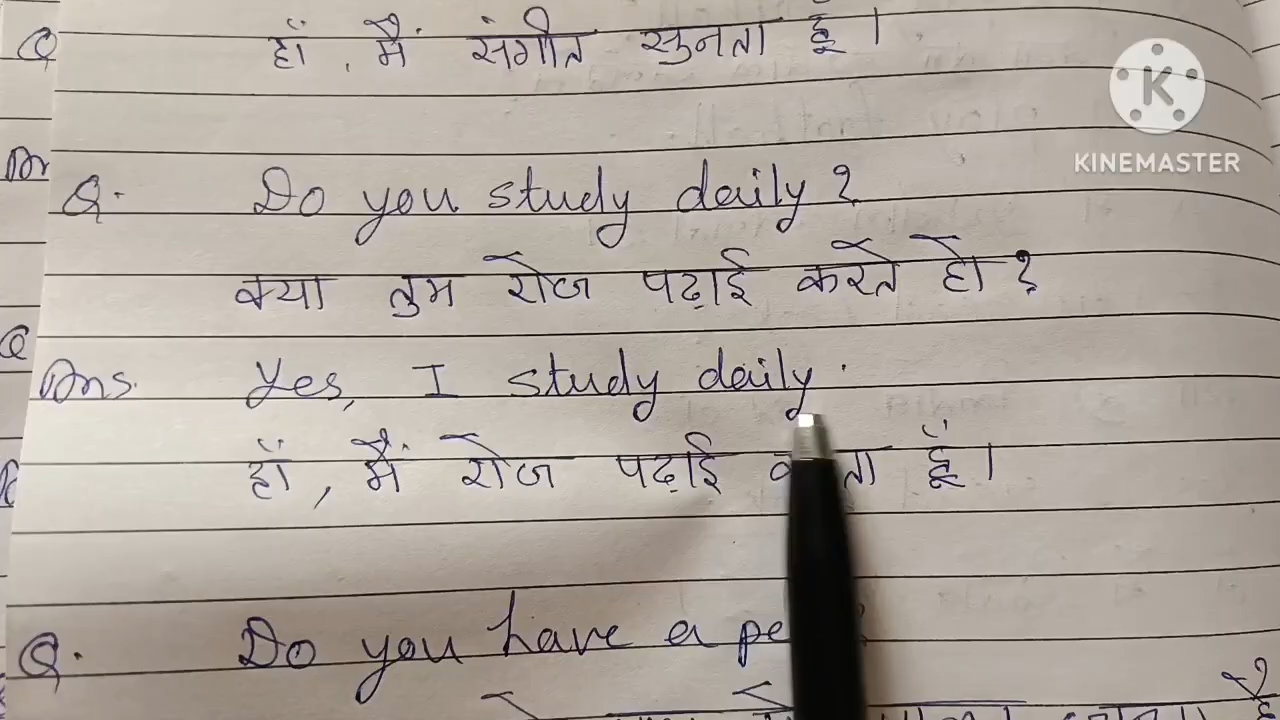 हाँ, मैं संगीत सुनता हूँ।
Q. Do you study daily?
क्या तुम रोज पढ़ाई करते हो?
Ans. Yes, I study daily.
हाँ, मैं रोज पढ़ाई हूँ।
Q. Do you have a
K
KINEMASTER